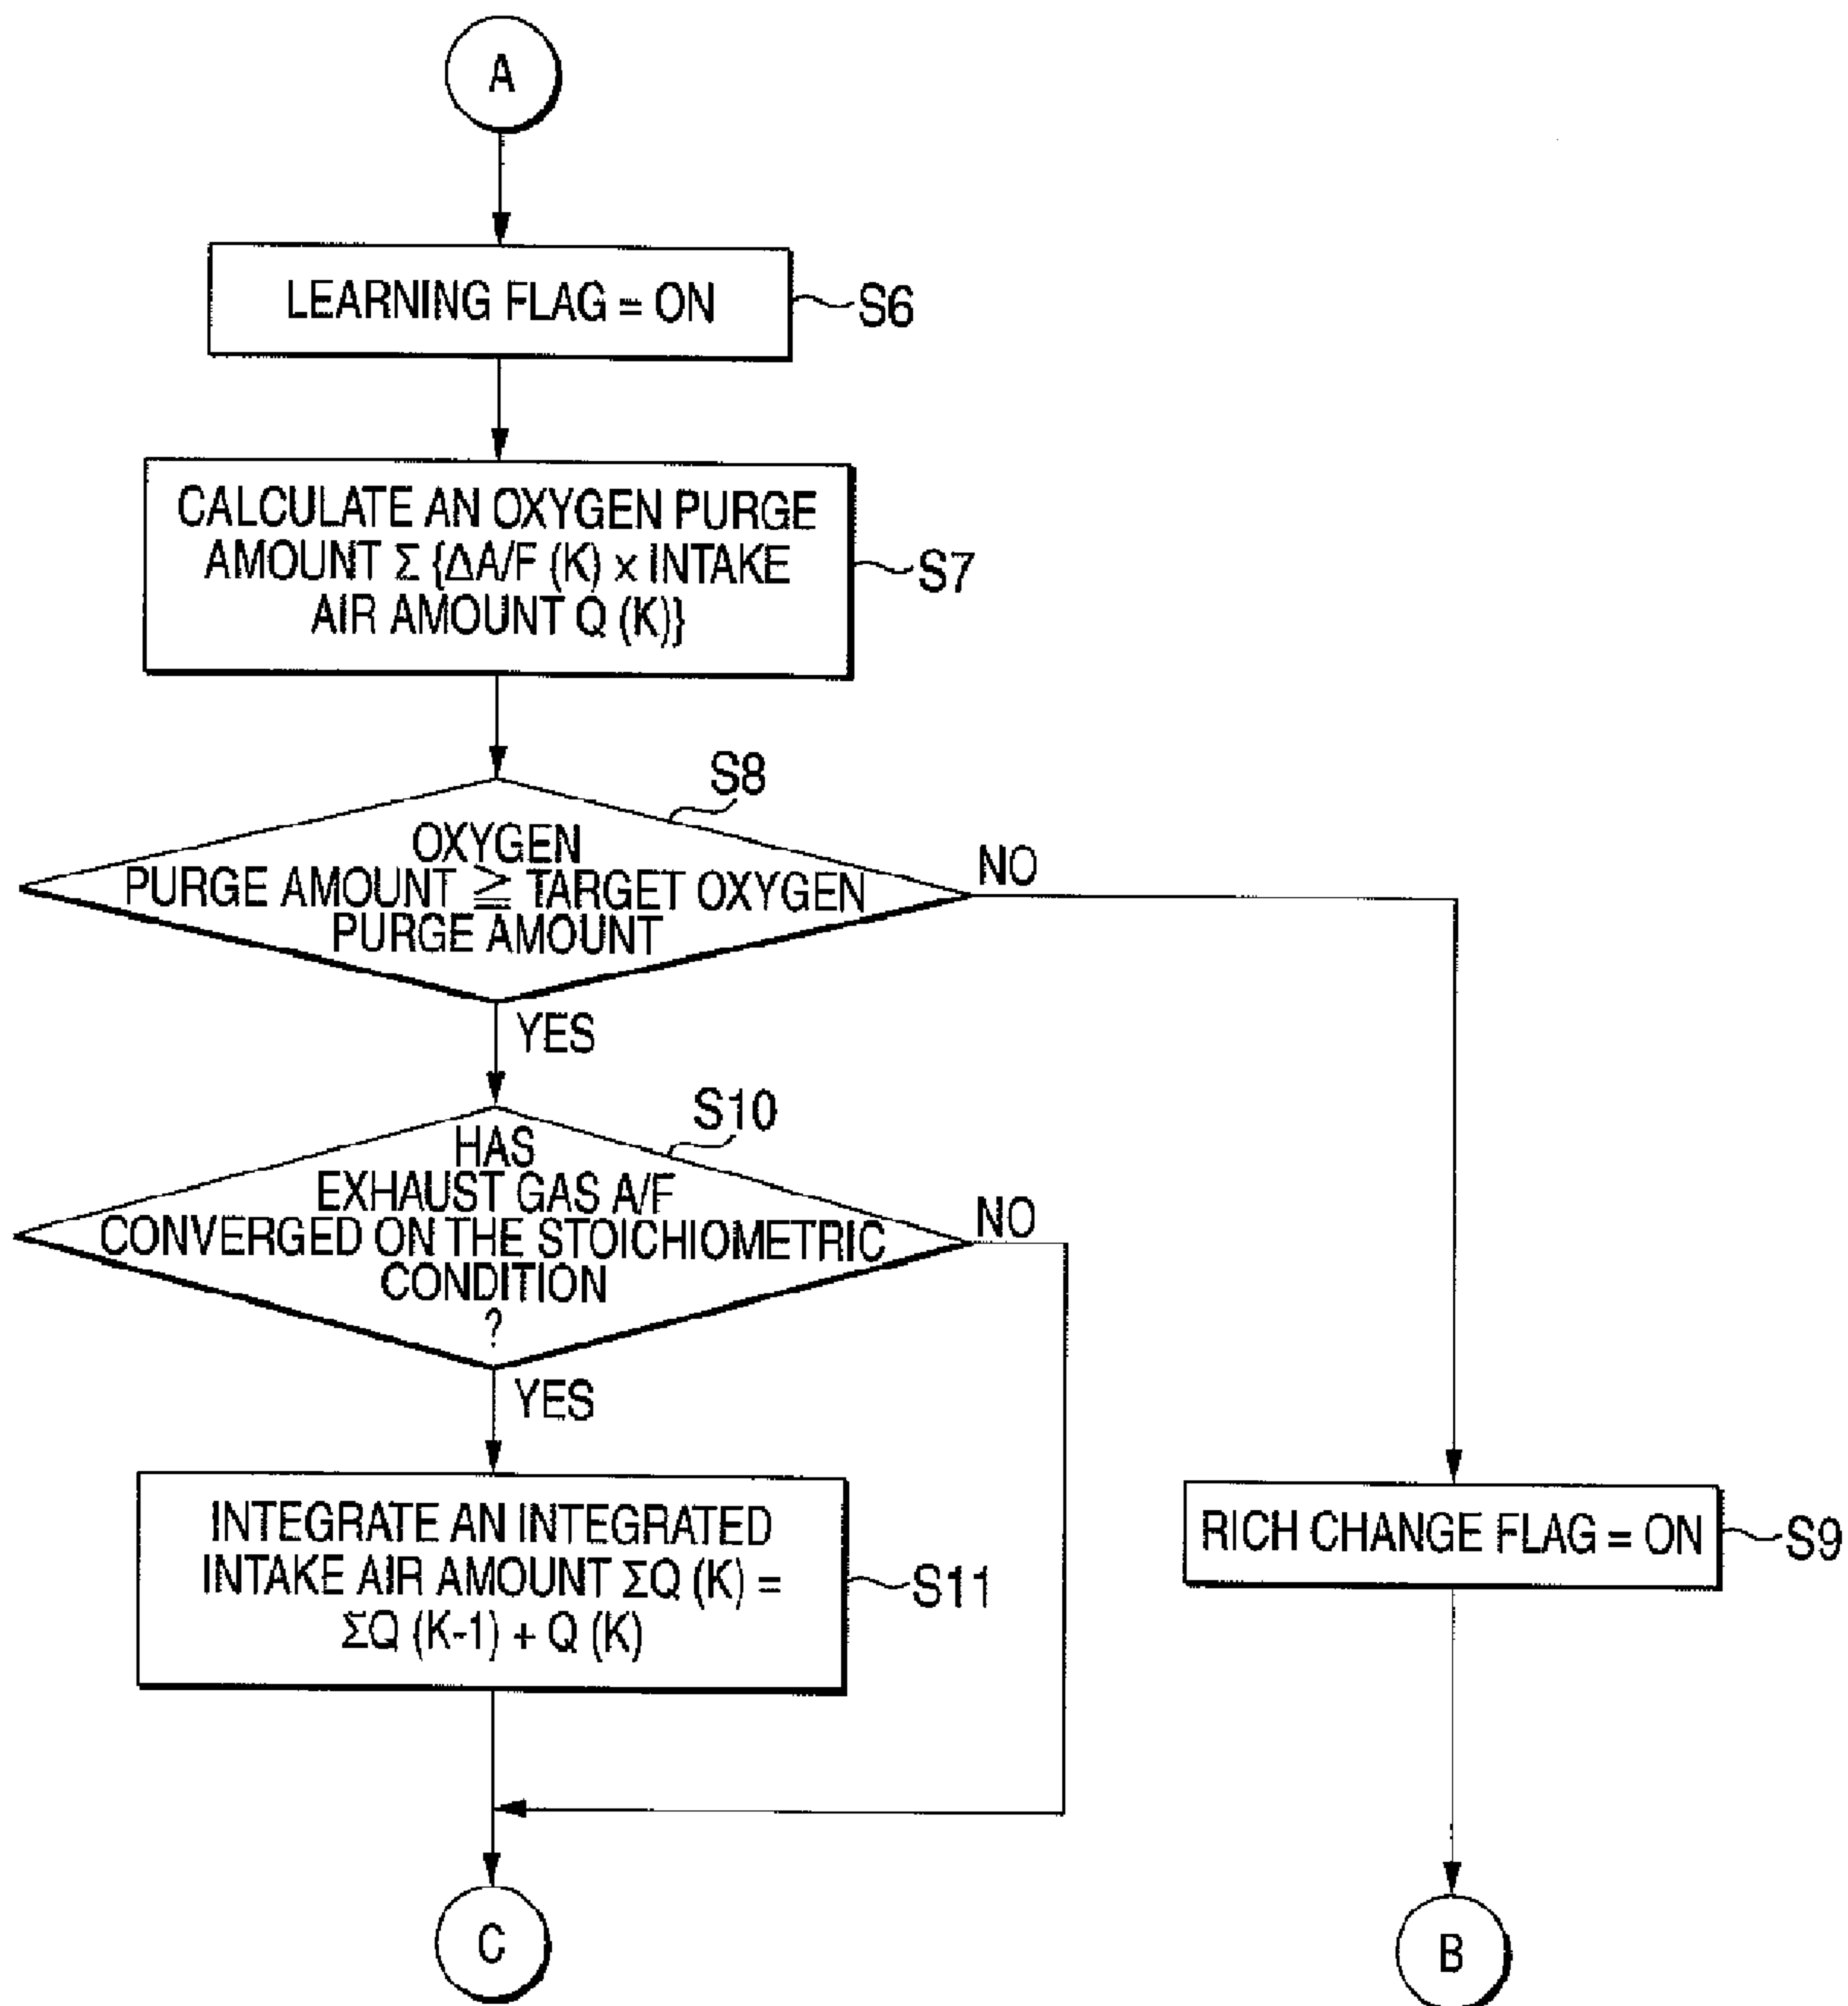 A
LEARNING FLAG = ON
S6
CALCULATE AN OXYGEN PURGE
AMOUNT Σ {ΔA/F (K) × INTAKE
AIR AMOUNT Q (K)}
S7
S8
OXYGEN
PURGE AMOUNT ≧ TARGET OXYGEN
PURGE AMOUNT
NO
YES
S10
HAS
EXHAUST GAS A/F
CONVERGED ON THE STOICHIOMETRIC
CONDITION
?
NO
YES
INTEGRATE AN INTEGRATED
INTAKE AIR AMOUNT ΣQ (K) =
ΣQ (K-1) + Q (K)
S11
RICH CHANGE FLAG = ON
S9
C
B